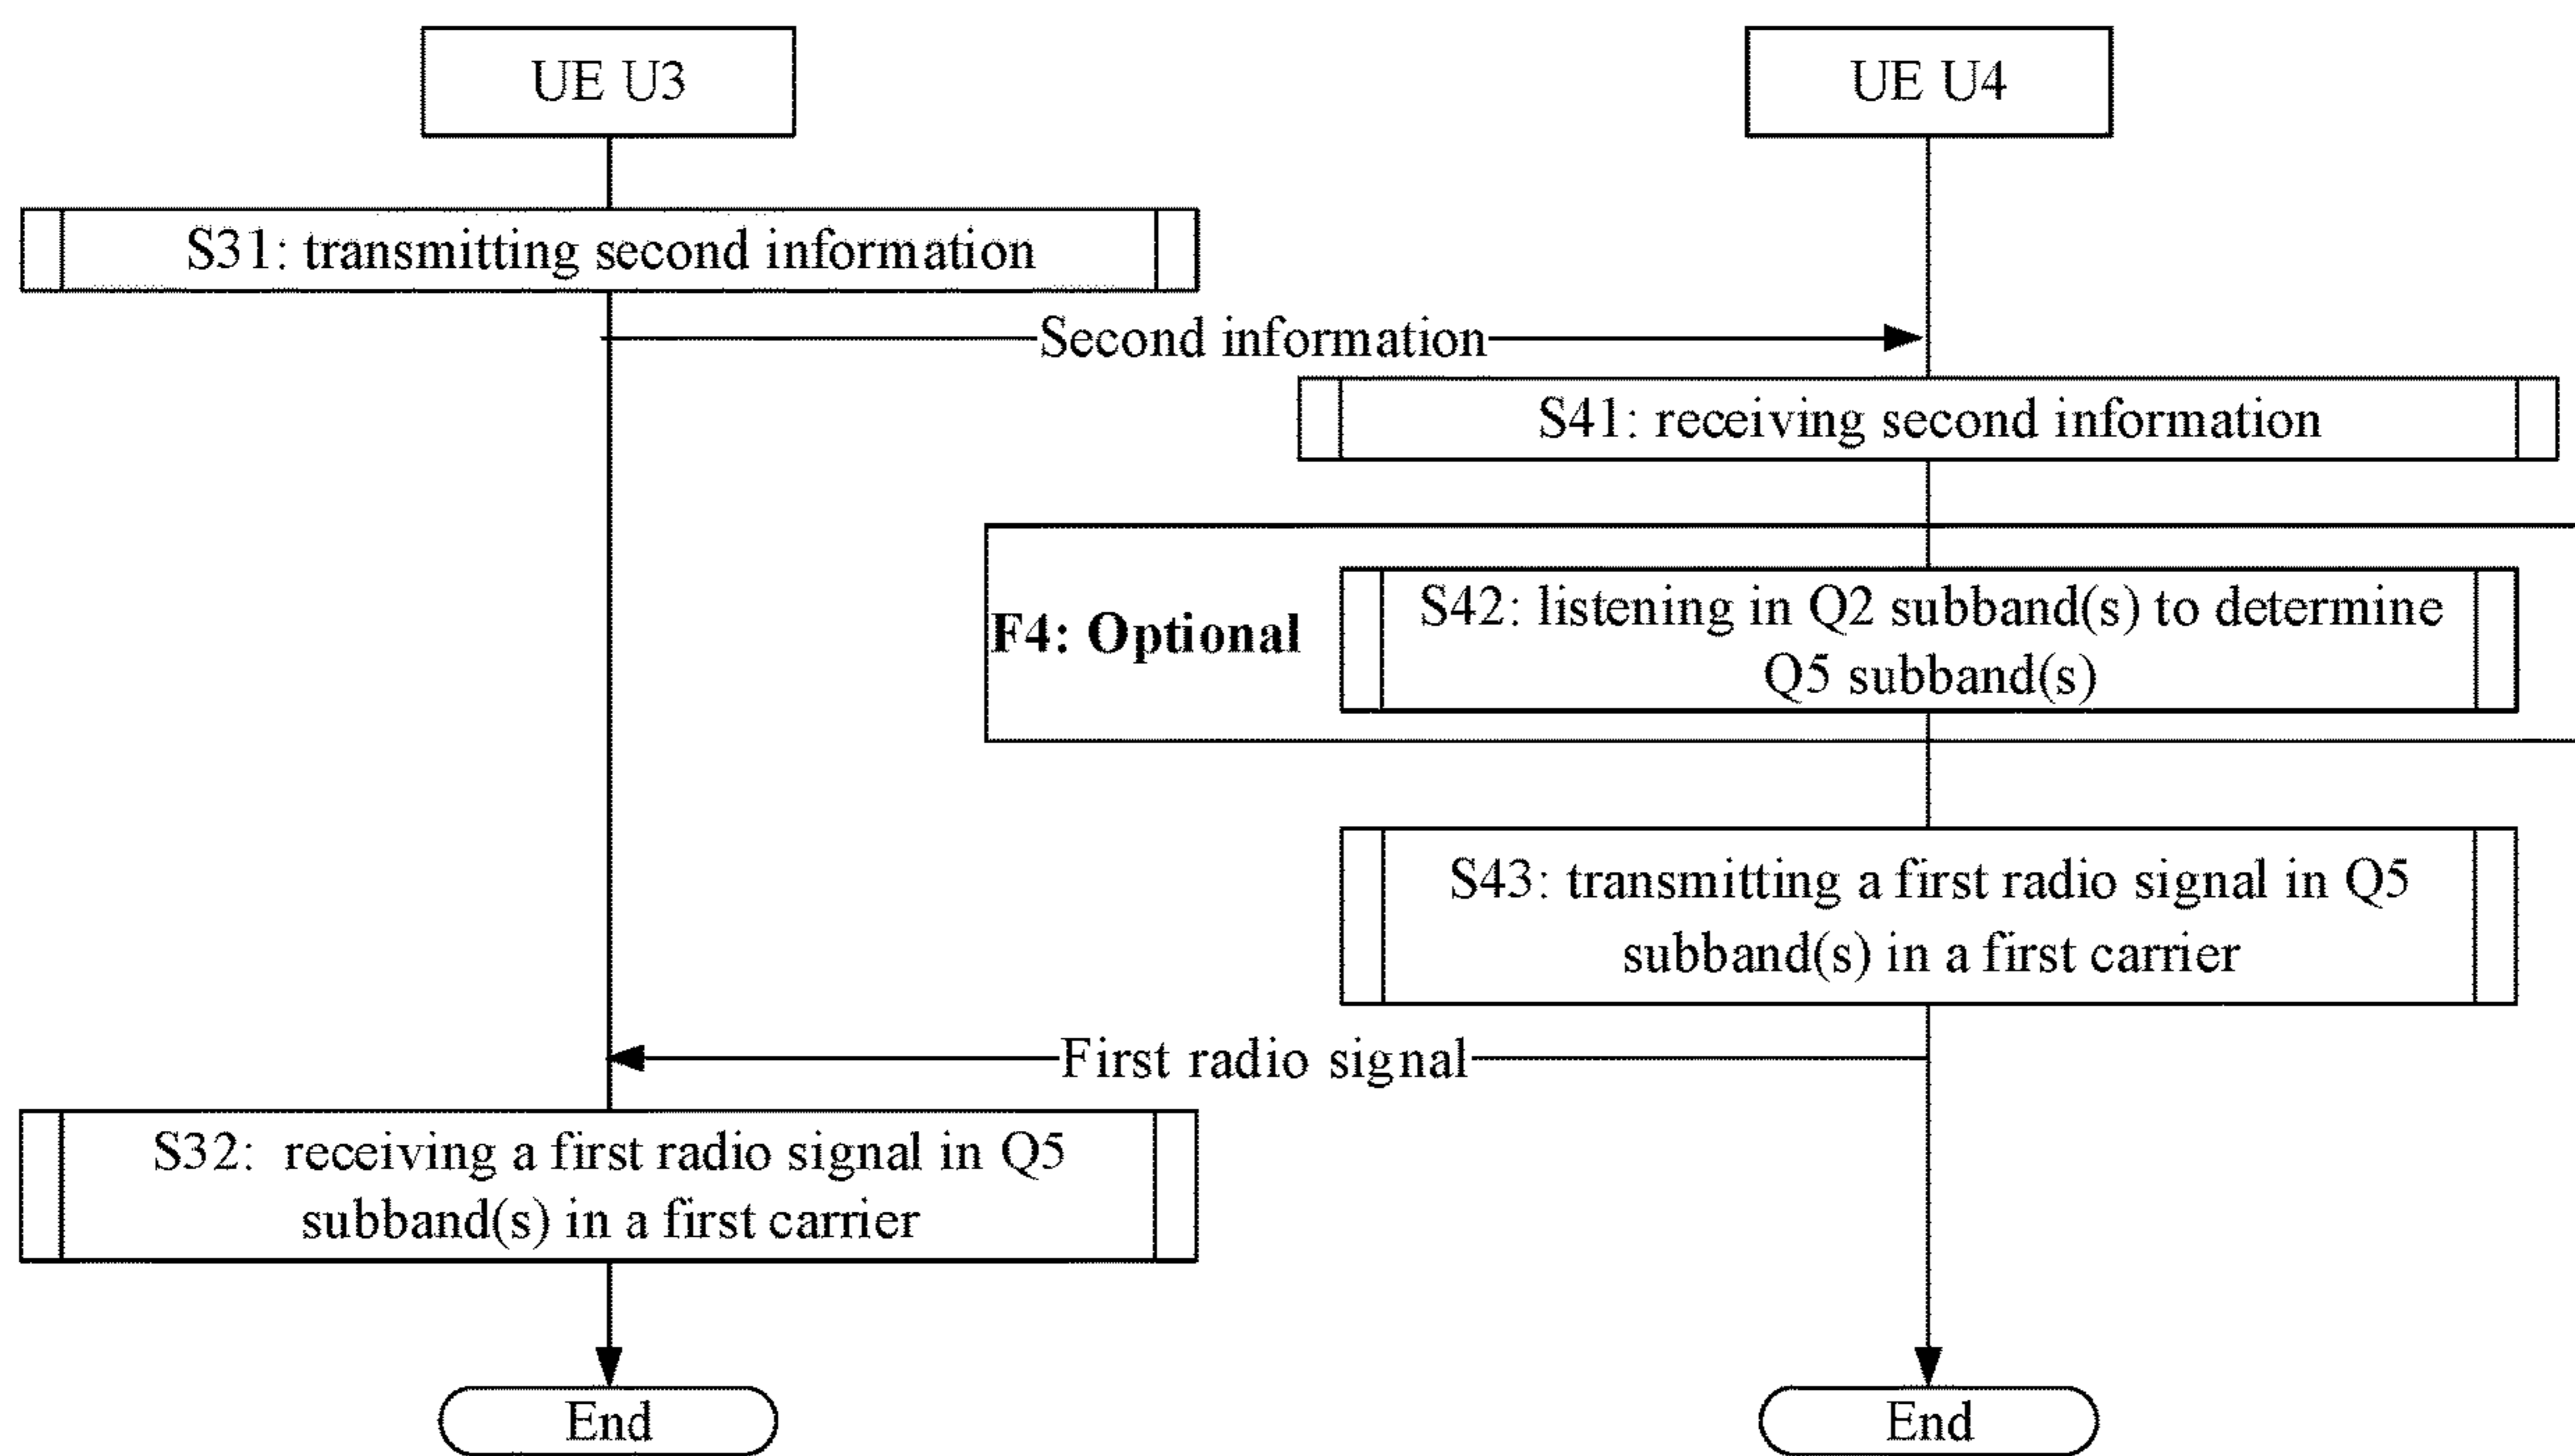 UE U3
UE U4
S31: transmitting second information
Second information
S41: receiving second information
F4: Optional
S42: listening in Q2 subband(s) to determine
Q5 subband(s)
S43: transmitting a first radio signal in Q5
subband(s) in a first carrier
First radio signal
S32: receiving a first radio signal in Q5
subband(s) in a first carrier
End
End